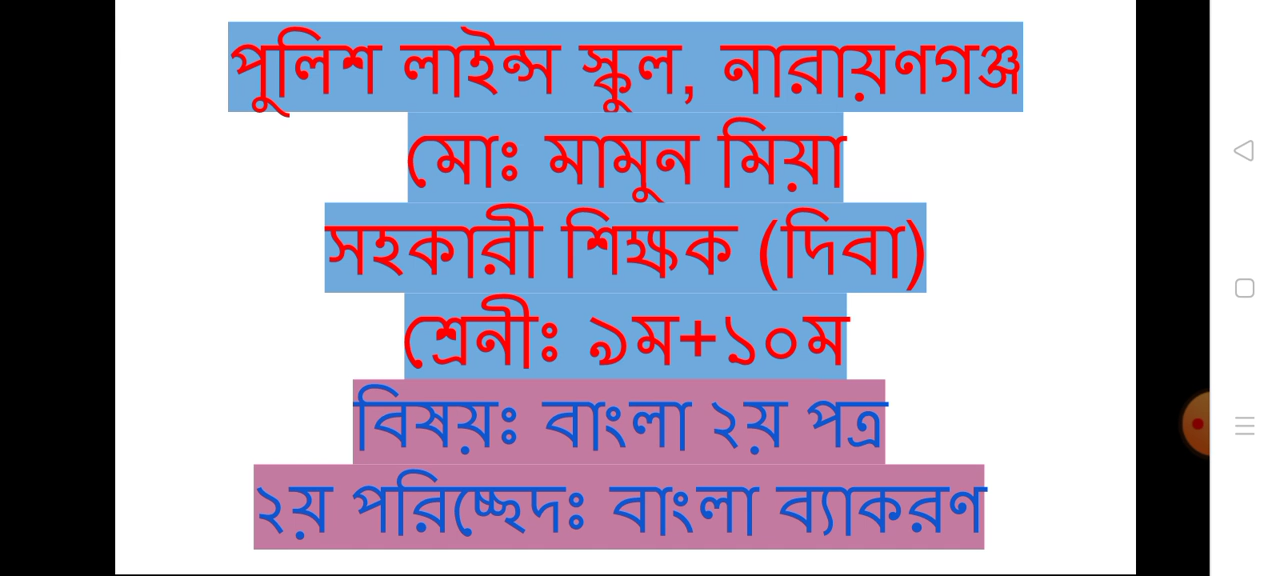 পুলিশ লাইন্স স্কুল, নারায়ণগঞ্জ
মোঃ মামুন মিয়া
সহকারী শিক্ষক (দিবা)
শ্রেনীঃ ৯ম+১০ম
বিষয়ঃ বাংলা ২য় পত্র
২য় পরিচ্ছেদঃ বাংলা ব্যাকরণ